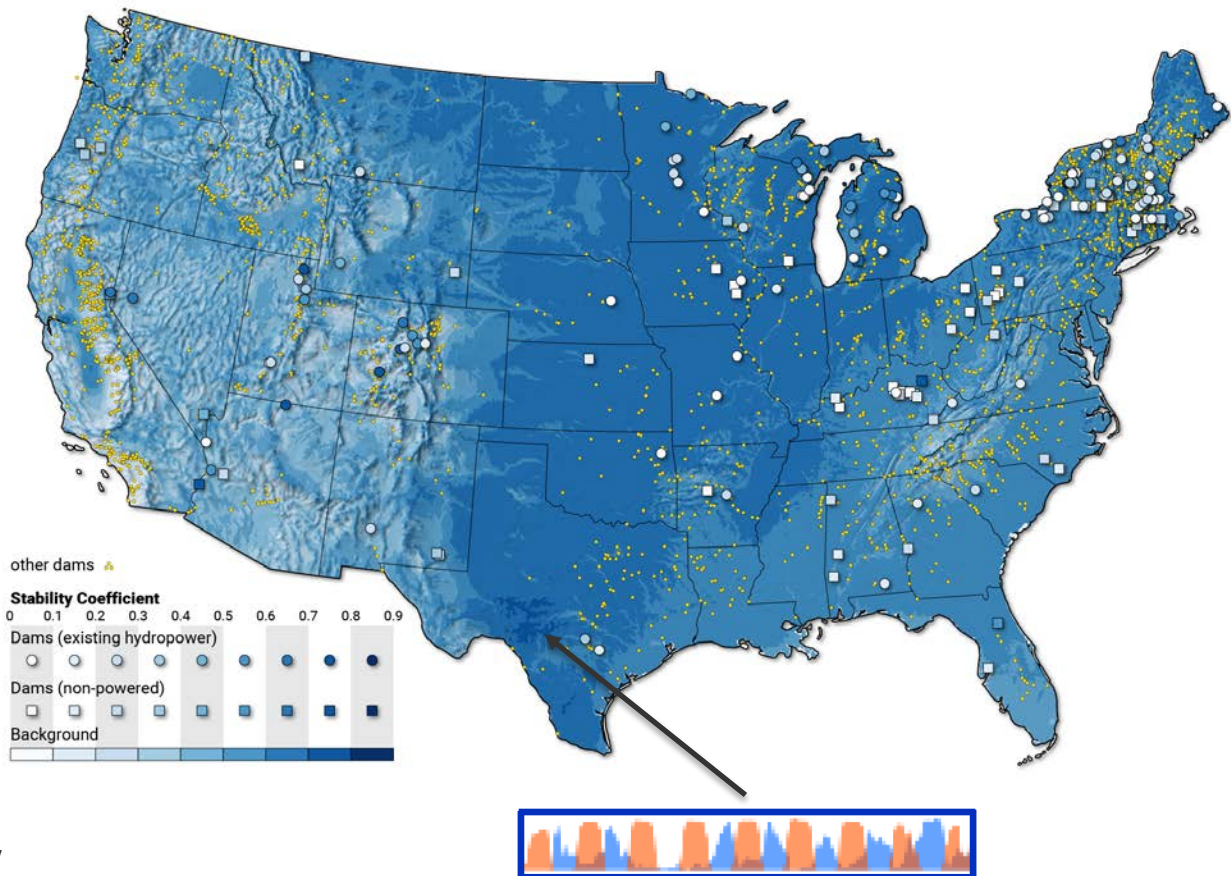 other dams
Stability Coefficient
0 0.1 0.2 0.3 0.4 0.5 0.6 0.7 0.8 0.9
Dams (existing hydropower)
Dams (non-powered)
Background